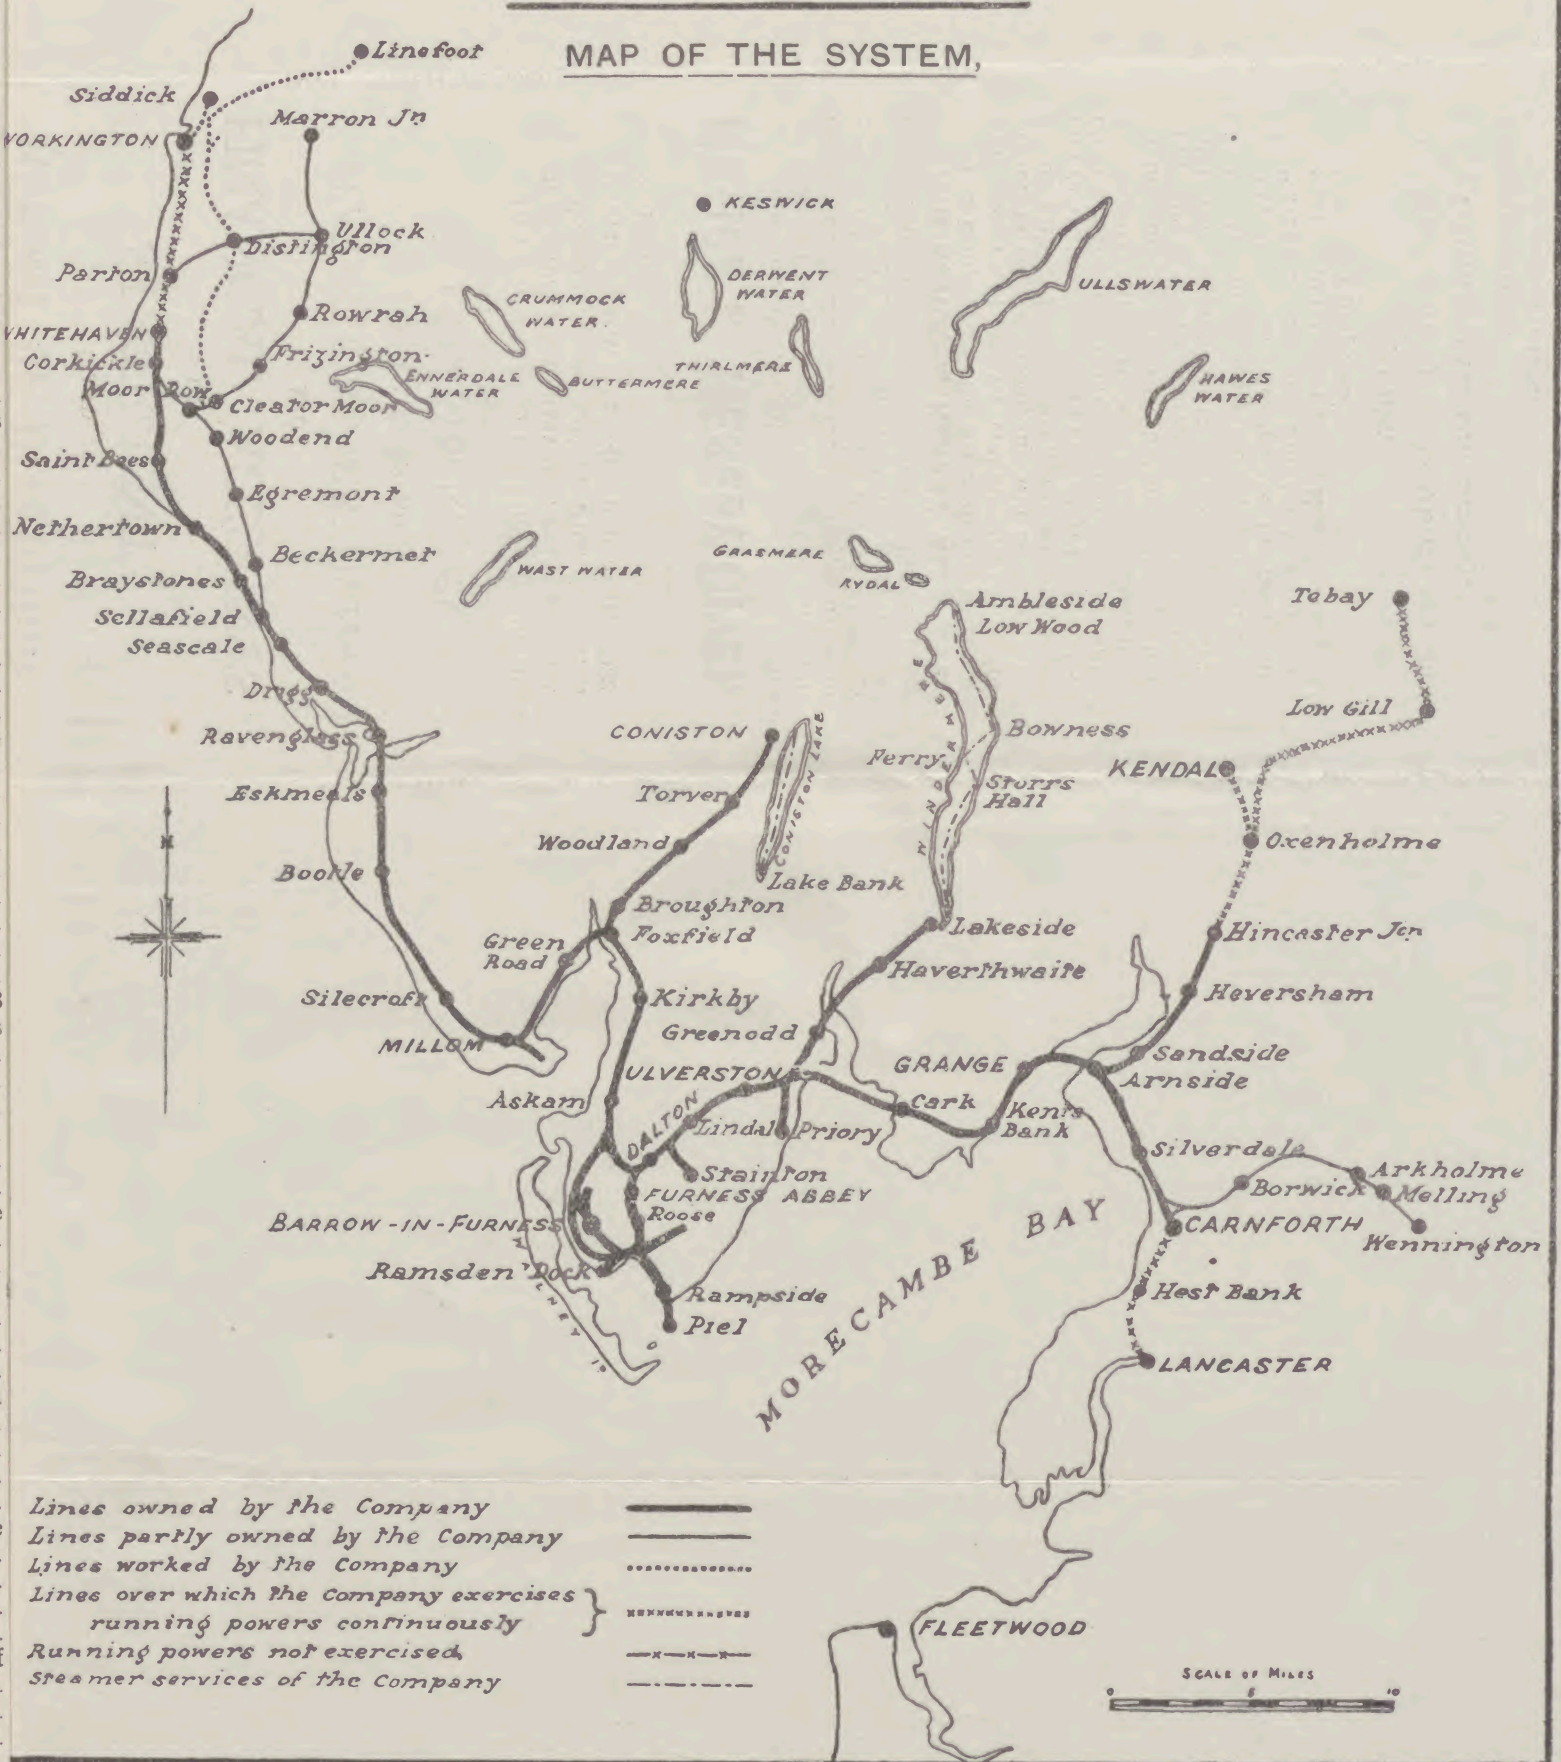 MAP OF THE SYSTEM,
Linefoot
Siddick
Marron Jn
WORKINGTON
KESWICK
Ullock
Distington
Parton
DERWENT
WATER
ULLSWATER
CRUMMOCK
WATER.
Rowrah
WHITEHAVEN
Corkickle
Frizington
THIRLMERE
ENNERDALE
WATER
BUTTERMERE
HAWES
WATER
Moor Row
Cleator Moor
Woodend
Saint Bees
Egremont
Nethertown
Beckermet
GRASMERE
WAST WATER
RYDAL
Braystones
Ambleside
Low Wood
Tebay
Sellafield
Seascale
Drigg
Low Gill
Ravenglass
CONISTON
CONISTON LAKE
WINDERMERE
Bowness
Ferry
KENDAL
Storrs
Hall
Eskmeals
Torver
Woodland
Oxenholme
Bootle
Lake Bank
Broughton
Foxfield
Lakeside
Hincaster Jcn
Green
Road
Haverthwaite
Silecroft
Kirkby
Heversham
Greenodd
MILLOM
Sandside
GRANGE
ULVERSTON
Arnside
Askam
Cark
Kents
Bank
DALTON
Lindal
Priory
Silverdale
Stainton
Arkholme
FURNESS ABBEY
Borwick
Melling
Roose
BARROW-IN-FURNESS
CARNFORTH
Wennington
MORECAMBE BAY
Ramsden Dock
WALNEY Is
Rampside
Hest Bank
Piel
LANCASTER
Lines owned by the Company
Lines partly owned by the Company
Lines worked by the Company
Lines over which the Company exercises
running powers continuously
Running powers not exercised,
Steamer services of the Company
FLEETWOOD
SCALE OF MILES
0 5 10